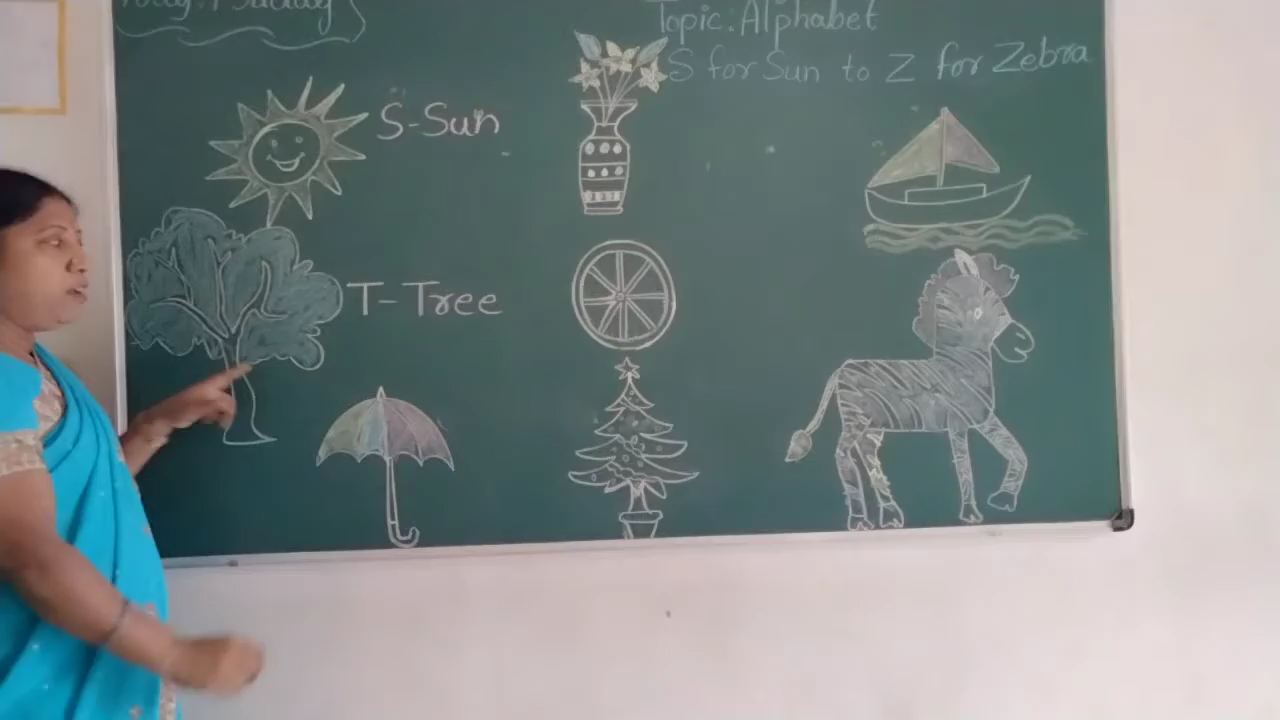 Topic: Alphabet
S for Sun to Z for Zebra
S-Sun
T-Tree